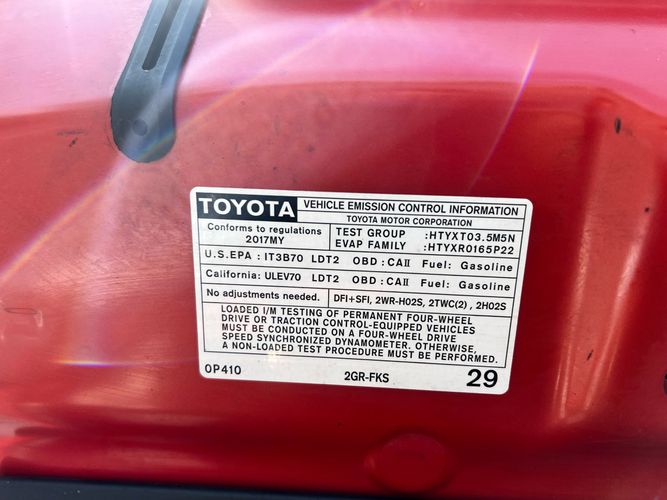 TOYOTA VEHICLE EMISSION CONTROL INFORMATION
TOYOTA MOTOR CORPORATION
Conforms to regulations
2017MY
TEST GROUP :HTYXT03.5M5N
EVAP FAMILY :HTYXR0165P22
U.S.EPA : IT3B70 LDT2 OBD :CAII Fuel: Gasoline
California: ULEV70 LDT2 OBD :CAII Fuel: Gasoline
No adjustments needed. DFI+SFI, 2WR-HO2S, 2TWC(2) , 2HO2S
LOADED I/M TESTING OF PERMANENT FOUR-WHEEL
DRIVE OR TRACTION CONTROL-EQUIPPED VEHICLES
MUST BE CONDUCTED ON A FOUR-WHEEL DRIVE
SPEED SYNCHRONIZED DYNAMOMETER. OTHERWISE,
A NON-LOADED TEST PROCEDURE MUST BE PERFORMED.
0P410 2GR-FKS 29